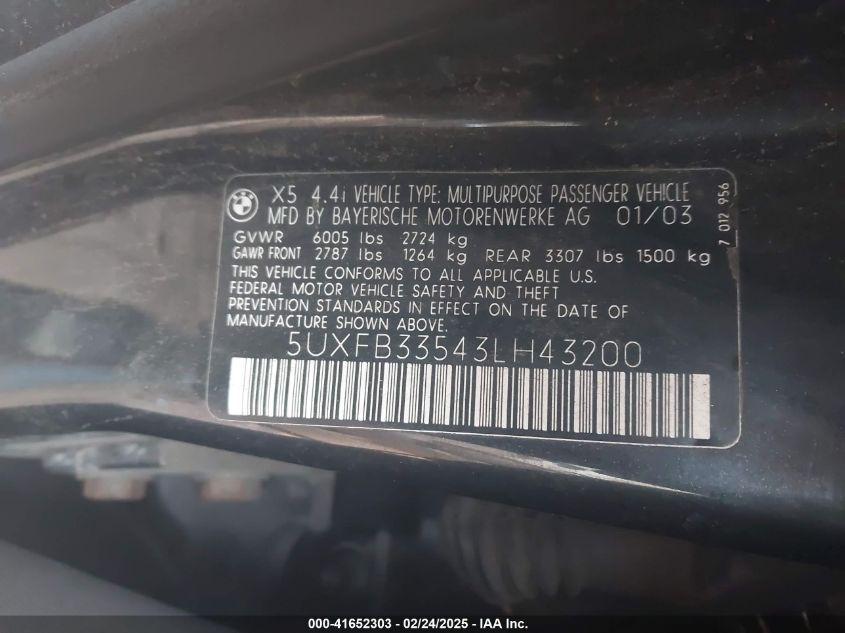 X5 4.4i VEHICLE TYPE: MULTIPURPOSE PASSENGER VEHICLE
MFD BY BAYERISCHE MOTORENWERKE AG 01/03
GVWR 6005 lbs 2724 kg
GAWR FRONT 2787 lbs 1264 kg REAR 3307 lbs 1500 kg
THIS VEHICLE CONFORMS TO ALL APPLICABLE U.S.
FEDERAL MOTOR VEHICLE SAFETY AND THEFT
PREVENTION STANDARDS IN EFFECT ON THE DATE OF
MANUFACTURE SHOWN ABOVE
5UXFB33543LH43200
7 012 956
000-41652303 - 02/24/2025 - IAA Inc.